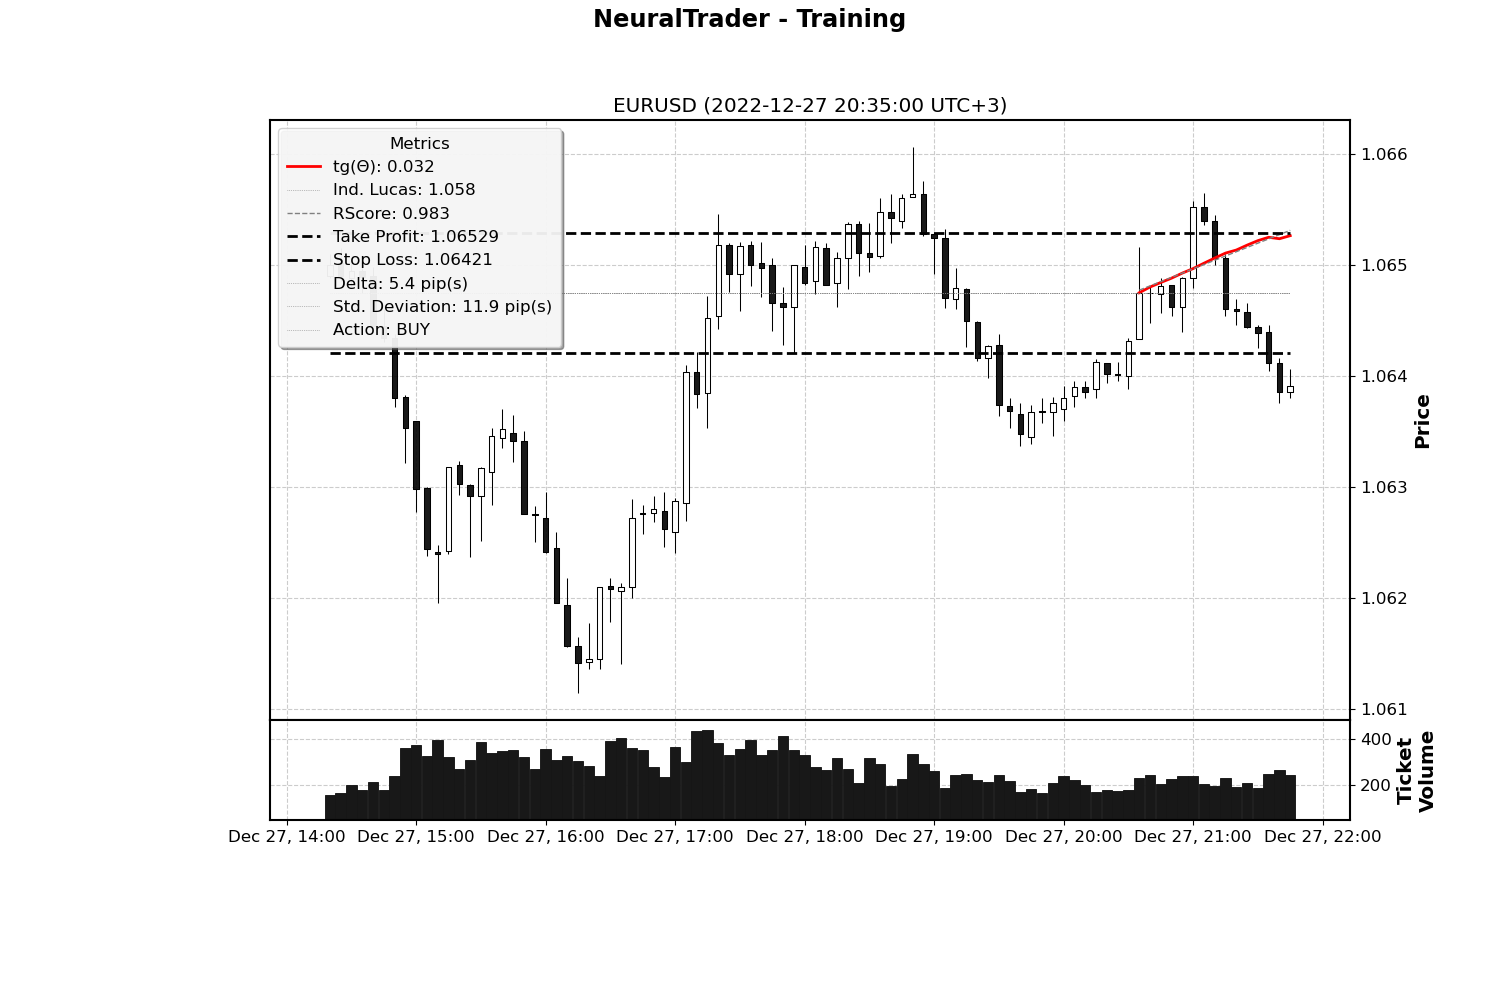 NeuralTrader - Training
EURUSD (2022-12-27 20:35:00 UTC+3)
Metrics
tg(Θ): 0.032
Ind. Lucas: 1.058
RScore: 0.983
Take Profit: 1.06529
Stop Loss: 1.06421
Delta: 5.4 pip(s)
Std. Deviation: 11.9 pip(s)
Action: BUY
1.066
1.065
1.064
1.063
1.062
1.061
Price
400
200
Ticket
Volume
Dec 27, 14:00
Dec 27, 15:00
Dec 27, 16:00
Dec 27, 17:00
Dec 27, 18:00
Dec 27, 19:00
Dec 27, 20:00
Dec 27, 21:00
Dec 27, 22:00